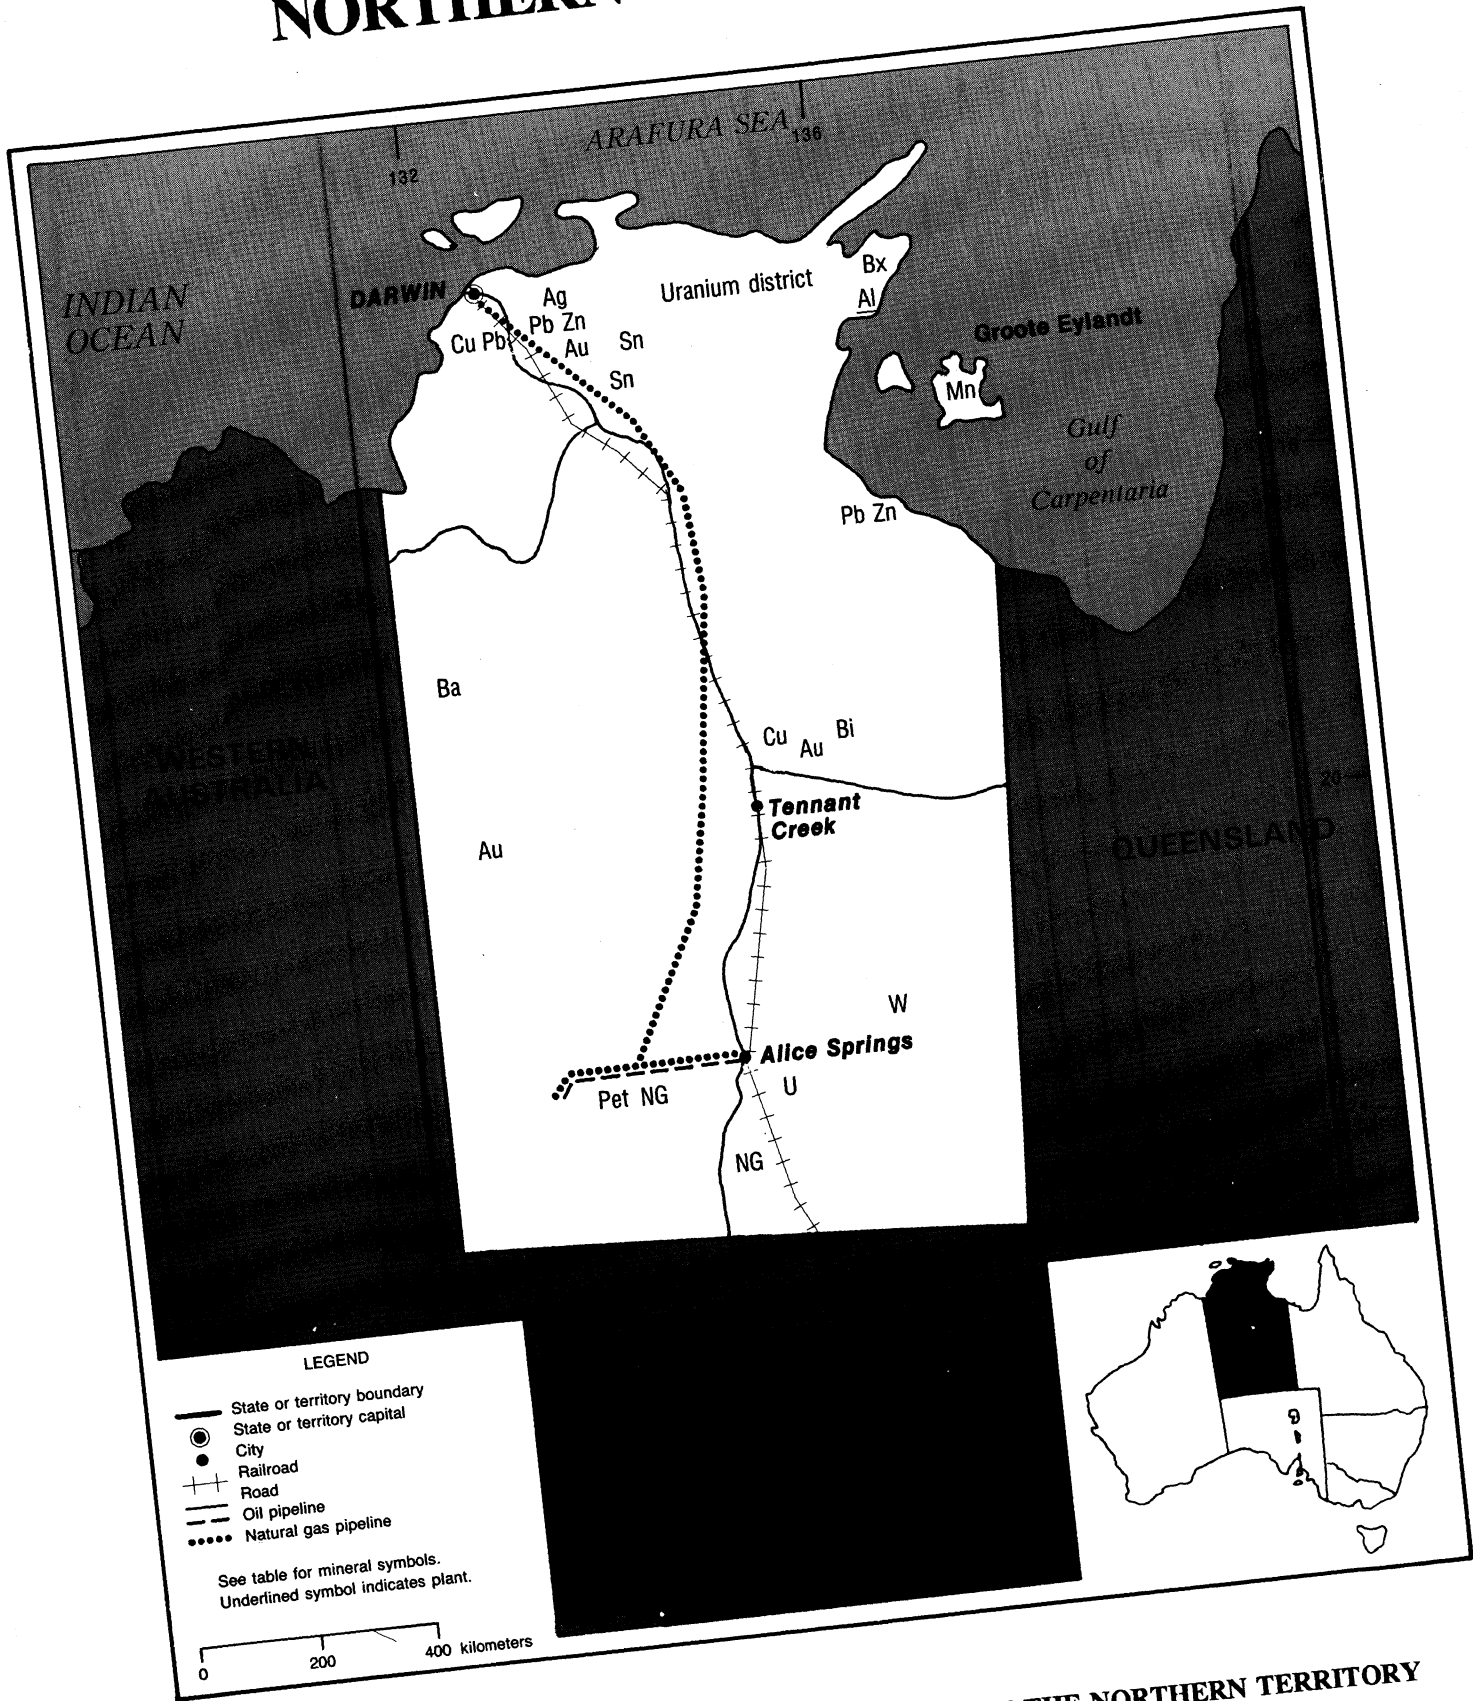 NORTHERN
ARAFURA SEA
136
132
INDIAN
OCEAN
DARWIN
Ag
Uranium district
Bx
Al
Pb Zn
Cu Pb
Au
Sn
Sn
Groote Eylandt
Mn
Gulf
of
Carpentaria
Pb Zn
Ba
WESTERN
AUSTRALIA
Cu
Au
Bi
20
Tennant
Creek
QUEENSLAND
Au
W
Alice Springs
U
Pet NG
NG
LEGEND
State or territory boundary
State or territory capital
City
Railroad
Road
Oil pipeline
Natural gas pipeline
See table for mineral symbols.
Underlined symbol indicates plant.
0
200
400 kilometers
THE NORTHERN TERRITORY